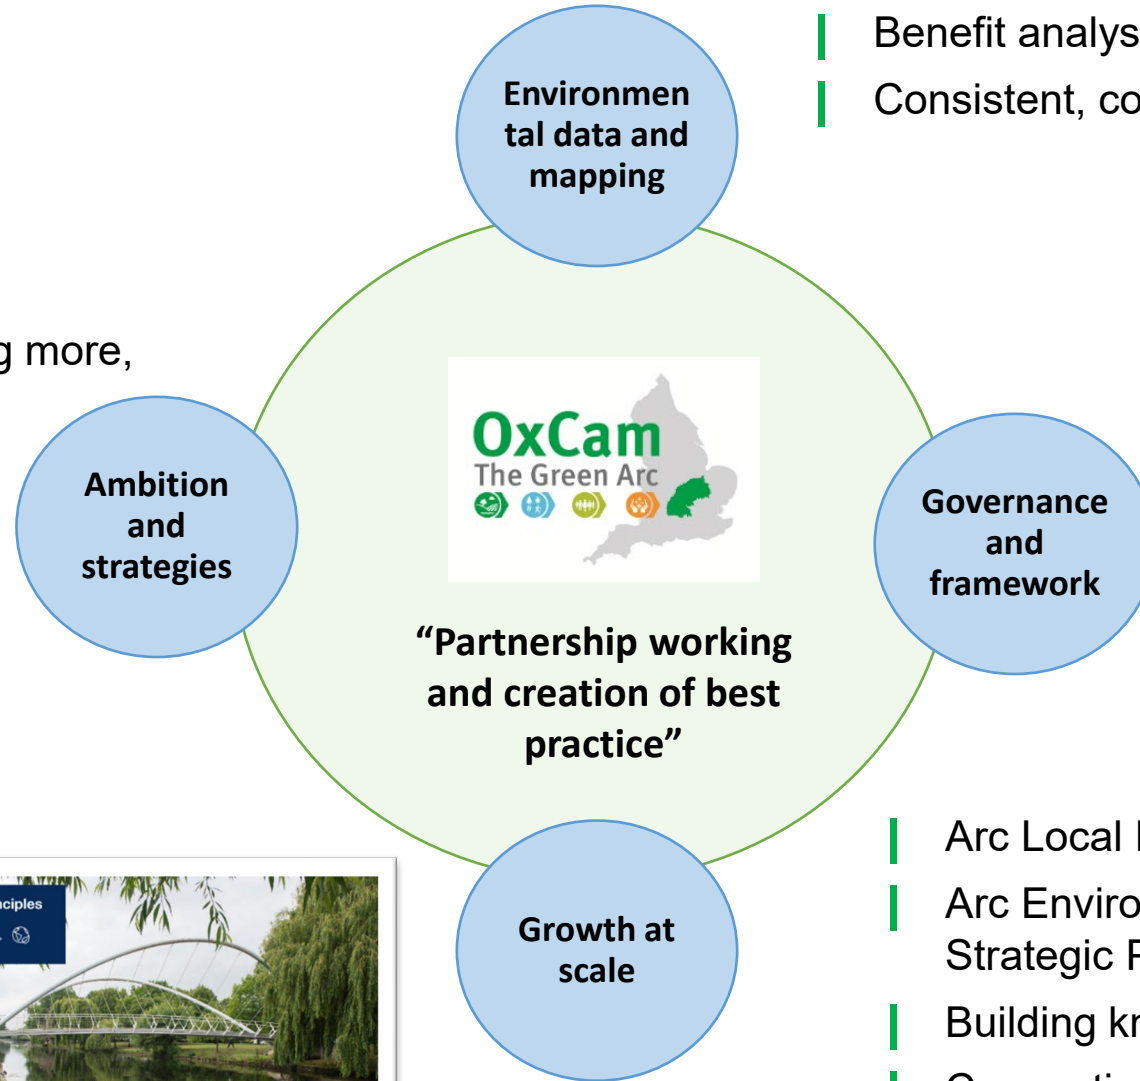 Benefit analys
Consistent, co
Environmen
tal data and
mapping
g more,
Ambition
and
strategies
OxCam
The Green Arc
Governance
and
framework
“Partnership working
and creation of best
practice”
nciples
Growth at
scale
Arc Local
Arc Enviro
Strategic P
Building kn